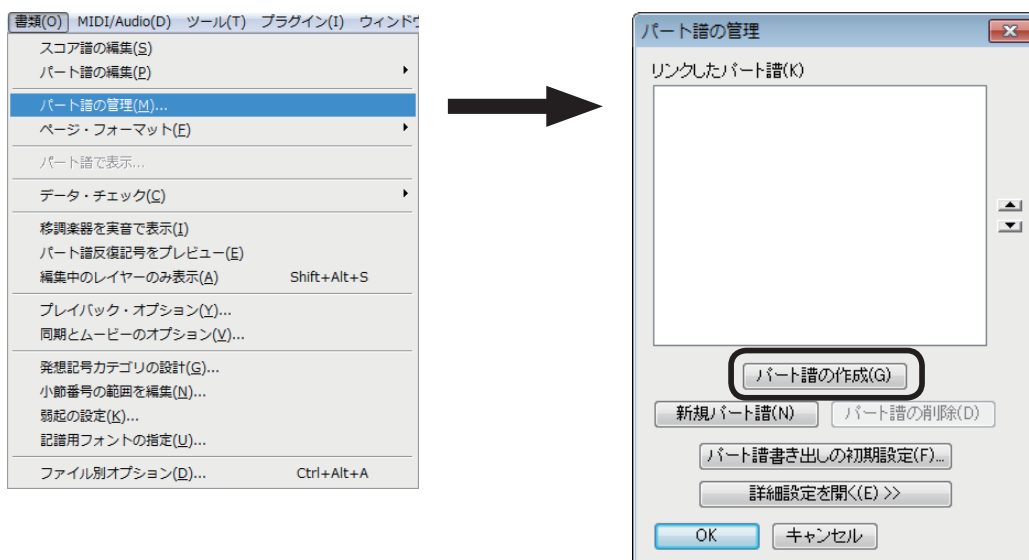 書類(O) MIDI/Audio(D) ツール(T) プラグイン(I) ウィンドウ
スコア譜の編集(S)
パート譜の編集(P)
パート譜の管理(M)...
ページ・フォーマット(F)
パート譜で表示...
データ・チェック(C)
移調楽器を実音で表示(I)
パート譜反復記号をプレビュー(E)
編集中のレイヤーのみ表示(A) Shift+Alt+S
プレイバック・オプション(Y)...
同期とムービーのオプション(V)...
発想記号カテゴリの設計(G)...
小節番号の範囲を編集(N)...
弱起の設定(K)...
記譜用フォントの指定(U)...
ファイル別オプション(D)... Ctrl+Alt+A
パート譜の管理
リンクしたパート譜(K)
パート譜の作成(G)
新規パート譜(N) パート譜の削除(D)
パート譜書き出しの初期設定(F)...
詳細設定を開く(E) >>
OK キャンセル